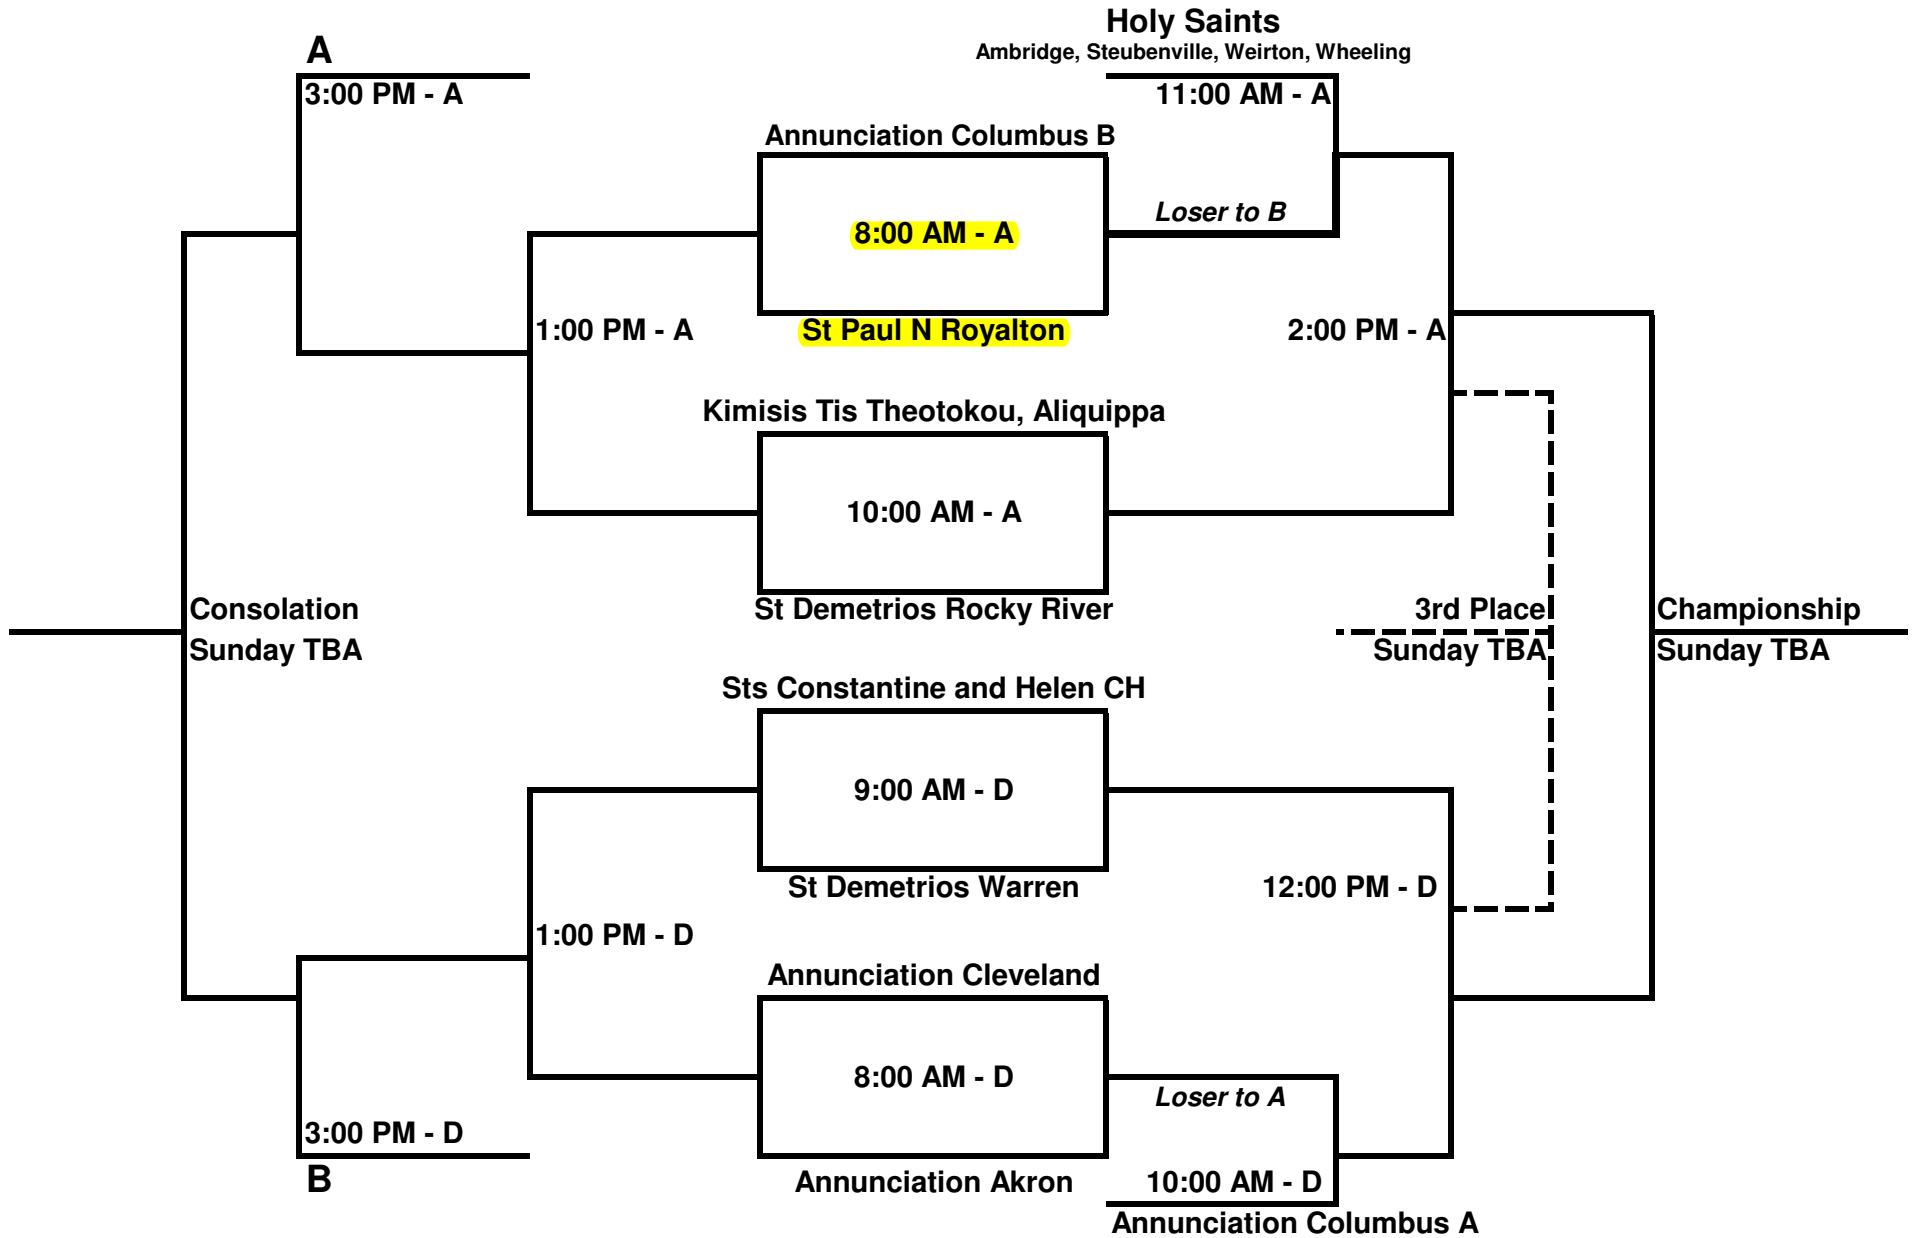 Holy Saints
Ambridge, Steubenville, Weirton, Wheeling
A
3:00 PM - A
11:00 AM - A
Annunciation Columbus B
Loser to B
8:00 AM - A
1:00 PM - A
St Paul N Royalton
2:00 PM - A
Kimisis Tis Theotokou, Aliquippa
10:00 AM - A
Consolation
Sunday TBA
St Demetrios Rocky River
3rd Place
Sunday TBA
Championship
Sunday TBA
Sts Constantine and Helen CH
9:00 AM - D
St Demetrios Warren
12:00 PM - D
1:00 PM - D
Annunciation Cleveland
8:00 AM - D
Loser to A
3:00 PM - D
B
Annunciation Akron
10:00 AM - D
Annunciation Columbus A